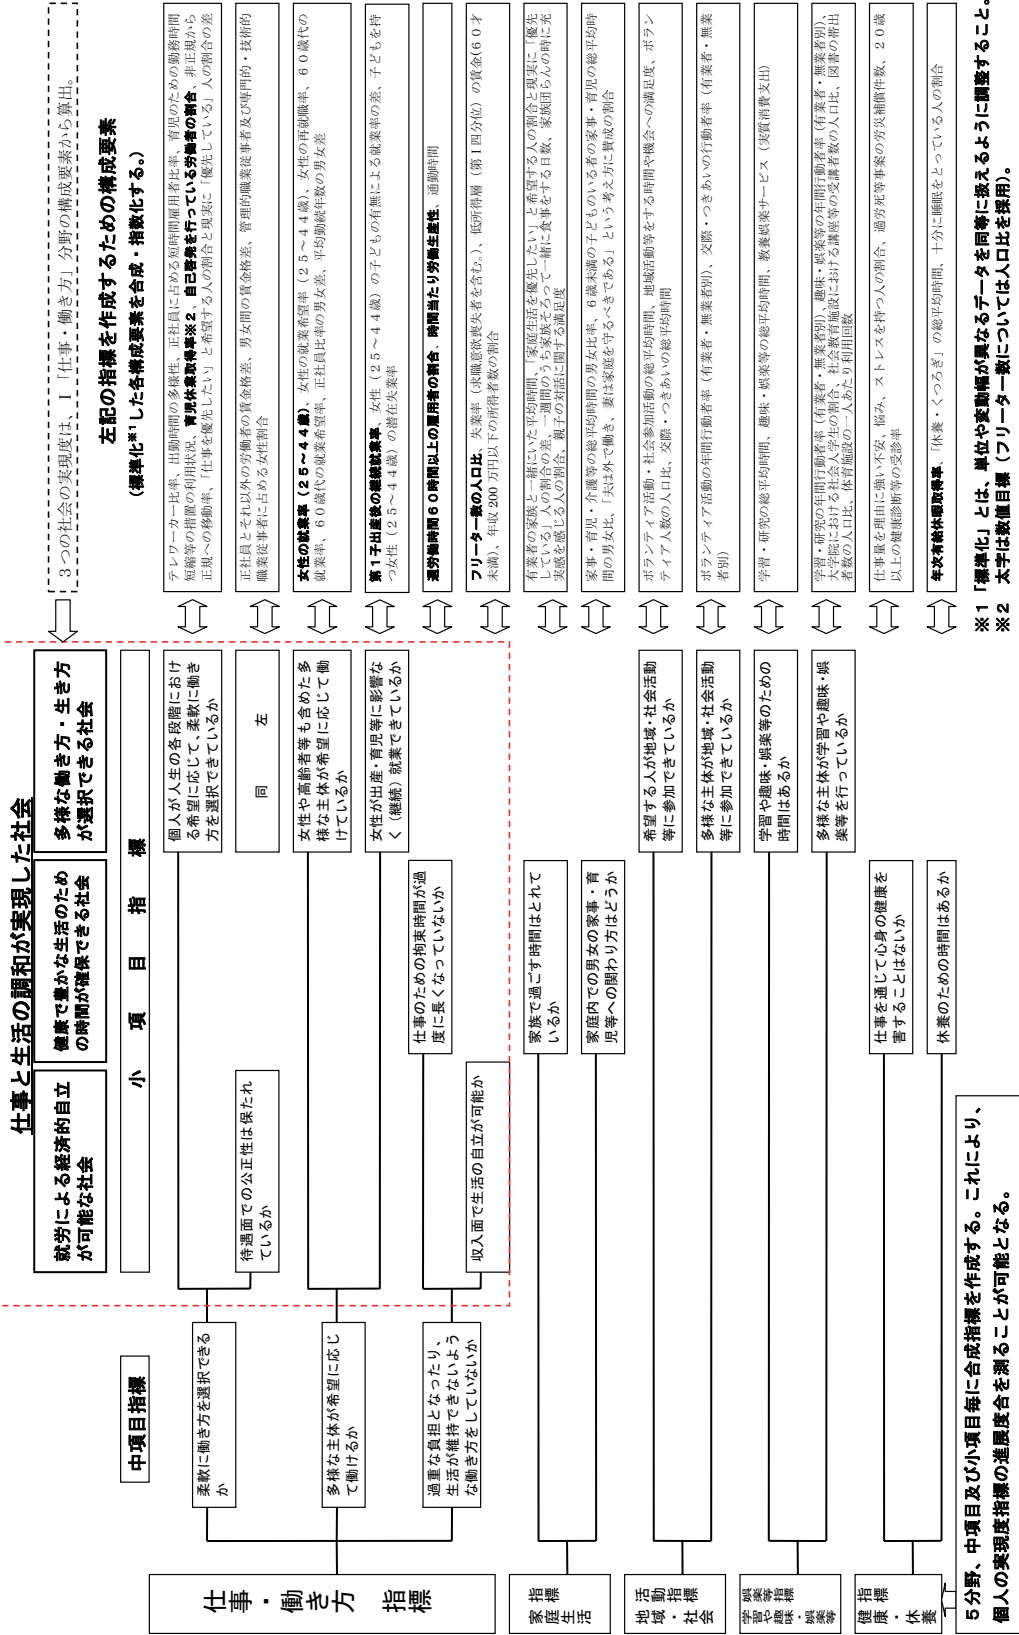 仕事と生活の調和が実現した社会
就労による経済的自立
が可能な社会
健康で豊かな生活のため
の時間が確保できる社会
多様な働き方・生き方
が選択できる社会
３つの社会の実現度は、Ⅰ「仕事・働き方」分野の構成要素から算出。
中項目指標
小項目指標
左記の指標を作成するための構成要素
（標準化※1した各構成要素を合成・指数化する。）
仕事・働き方 指標
柔軟に働き方を選択できる
か
個人が人生の各段階におけ
る希望に応じて、柔軟に働き
方を選択できているか
テレワーカー比率、出勤時間の多様性、正社員に占める短時間雇用者比率、育児のための勤務時間
短縮等の措置の利用状況、育児休業取得率※２、自己啓発を行っている労働者の割合、非正規から
正規への移動率、「仕事を優先したい」と希望する人の割合と現実に「優先している」人の割合の差
待遇面での公正性は保たれ
ているか
同 左
正社員とそれ以外の労働者の賃金格差、男女間の賃金格差、管理的職業従事者及び専門的・技術的
職業従事者に占める女性割合
多様な主体が希望に応じ
て働けるか
女性や高齢者等も含めた多
様な主体が希望に応じて働
けているか
女性の就業率（２５～４４歳）、女性の就業希望率（２５～４４歳）、女性の再就職率、６０歳代の
就業率、６０歳代の就業希望率、正社員比率の男女差、平均勤続年数の男女差
女性が出産・育児等に影響な
く（継続）就業できているか
第１子出産後の継続就業率、女性（２５～４４歳）の子どもの有無による就業率の差、子どもを持
つ女性（２５～４４歳）の潜在失業率
過重な負担となったり、
生活が維持できないよう
な働き方をしていないか
仕事のための拘束時間が過
度に長くなっていないか
週労働時間６０時間以上の雇用者の割合、時間当たり労働生産性、通勤時間
収入面で生活の自立が可能か
フリーター数の人口比、失業率（求職意欲喪失者を含む。）、低所得層（第Ⅰ四分位）の賃金（６０才
未満）、年収200万円以下の所得者数の割合
家庭生活
指標
家族で過ごす時間はとれて
いるか
有業者の家族と一緒にいた平均時間、「家庭生活を優先したい」と希望する人の割合と現実に「優先
している」人の割合の差、一週間のうち家族そろって一緒に食事をする日数、家族団らんの時に充
実感を感じる人の割合、親子の対話に関する満足度
家庭内での男女の家事・育
児等への関わり方はどうか
家事・育児・介護等の総平均時間の男女比率、６歳未満の子どものいる者の家事・育児の総平均時
間の男女比、「夫は外で働き、妻は家庭を守るべきである」という考え方に賛成の割合
地域・社会
活動指標
希望する人が地域・社会活動
等に参加できているか
ボランティア活動・社会参加活動の総平均時間、地域活動等をする時間や機会への満足度、ボラン
ティア人数の人口比、交際・つきあいの総平均時間
多様な主体が地域・社会活動
等に参加できているか
ボランティア活動の年間行動者率（有業者・無業者別）、交際・つきあいの行動者率（有業者・無業
者別）
学習や趣味・娯楽等
娯楽等指標
学習や趣味・娯楽等のための
時間はあるか
学習・研究の総平均時間、趣味・娯楽等の総平均時間、教養娯楽サービス（実質消費支出）
多様な主体が学習や趣味・娯
楽等を行っているか
学習・研究の年間行動者率（有業者・無業者別）、趣味・娯楽等の年間行動者率（有業者・無業者別）、
大学院における社会人学生の割合、社会教育施設における講座等の受講者数の人口比、図書の帯出
者数の人口比、体育施設の一人あたり利用回数
健康・休養
指標
仕事を通じて心身の健康を
害することはないか
仕事量を理由に強い不安、悩み、ストレスを持つ人の割合、過労死等事案の労災補償件数、２０歳
以上の健康診断等の受診率
休養のための時間はあるか
年次有給休暇取得率、「休養・くつろぎ」の総平均時間、十分に睡眠をとっている人の割合
５分野、中項目及び小項目毎に合成指標を作成する。これにより、
個人の実現度指標の進展度合を測ることが可能となる。
※１「標準化」とは、単位や変動幅が異なるデータを同等に扱えるように調整すること。
※２ 太字は数値目標（フリーター数については人口比を採用）。